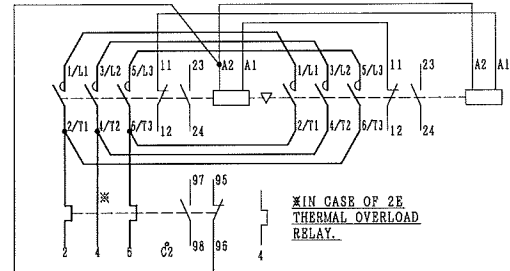 1/L1 3/L2 5/L3 11 23 A2 A1 1/L1 3/L2 5/L3 11 23 A2 A1
2/T1 4/T2 6/T3 12 24 2/T1 4/T2 6/T3 12 24
※ 97 95
※IN CASE OF 2E
THERMAL OVERLOAD
RELAY.
2 4 6 98 96 4